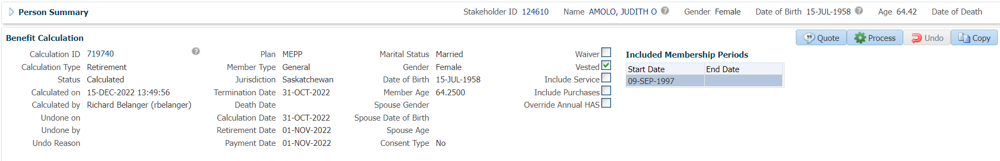 Person Summary Stakeholder ID 124610 Name AMOLO, JUDITH O Gender Female Date of Birth 15-JUL-1958 Age 64.42 Date of Death
Benefit Calculation Quote Process Undo Copy
Calculation ID 719740 Plan MEPP Marital Status Married Waiver Included Membership Periods
Calculation Type Retirement Member Type General Gender Female Vested Start Date End Date
Status Calculated Jurisdiction Saskatchewan Date of Birth 15-JUL-1958 Include Service 09-SEP-1997
Calculated on 15-DEC-2022 13:49:56 Termination Date 31-OCT-2022 Member Age 64.2500 Include Purchases
Calculated by Richard Belanger (rbelanger) Death Date Spouse Gender Override Annual HAS
Undone on Calculation Date 31-OCT-2022 Spouse Date of Birth
Undone by Retirement Date 01-NOV-2022 Spouse Age
Undo Reason Payment Date 01-NOV-2022 Consent Type No